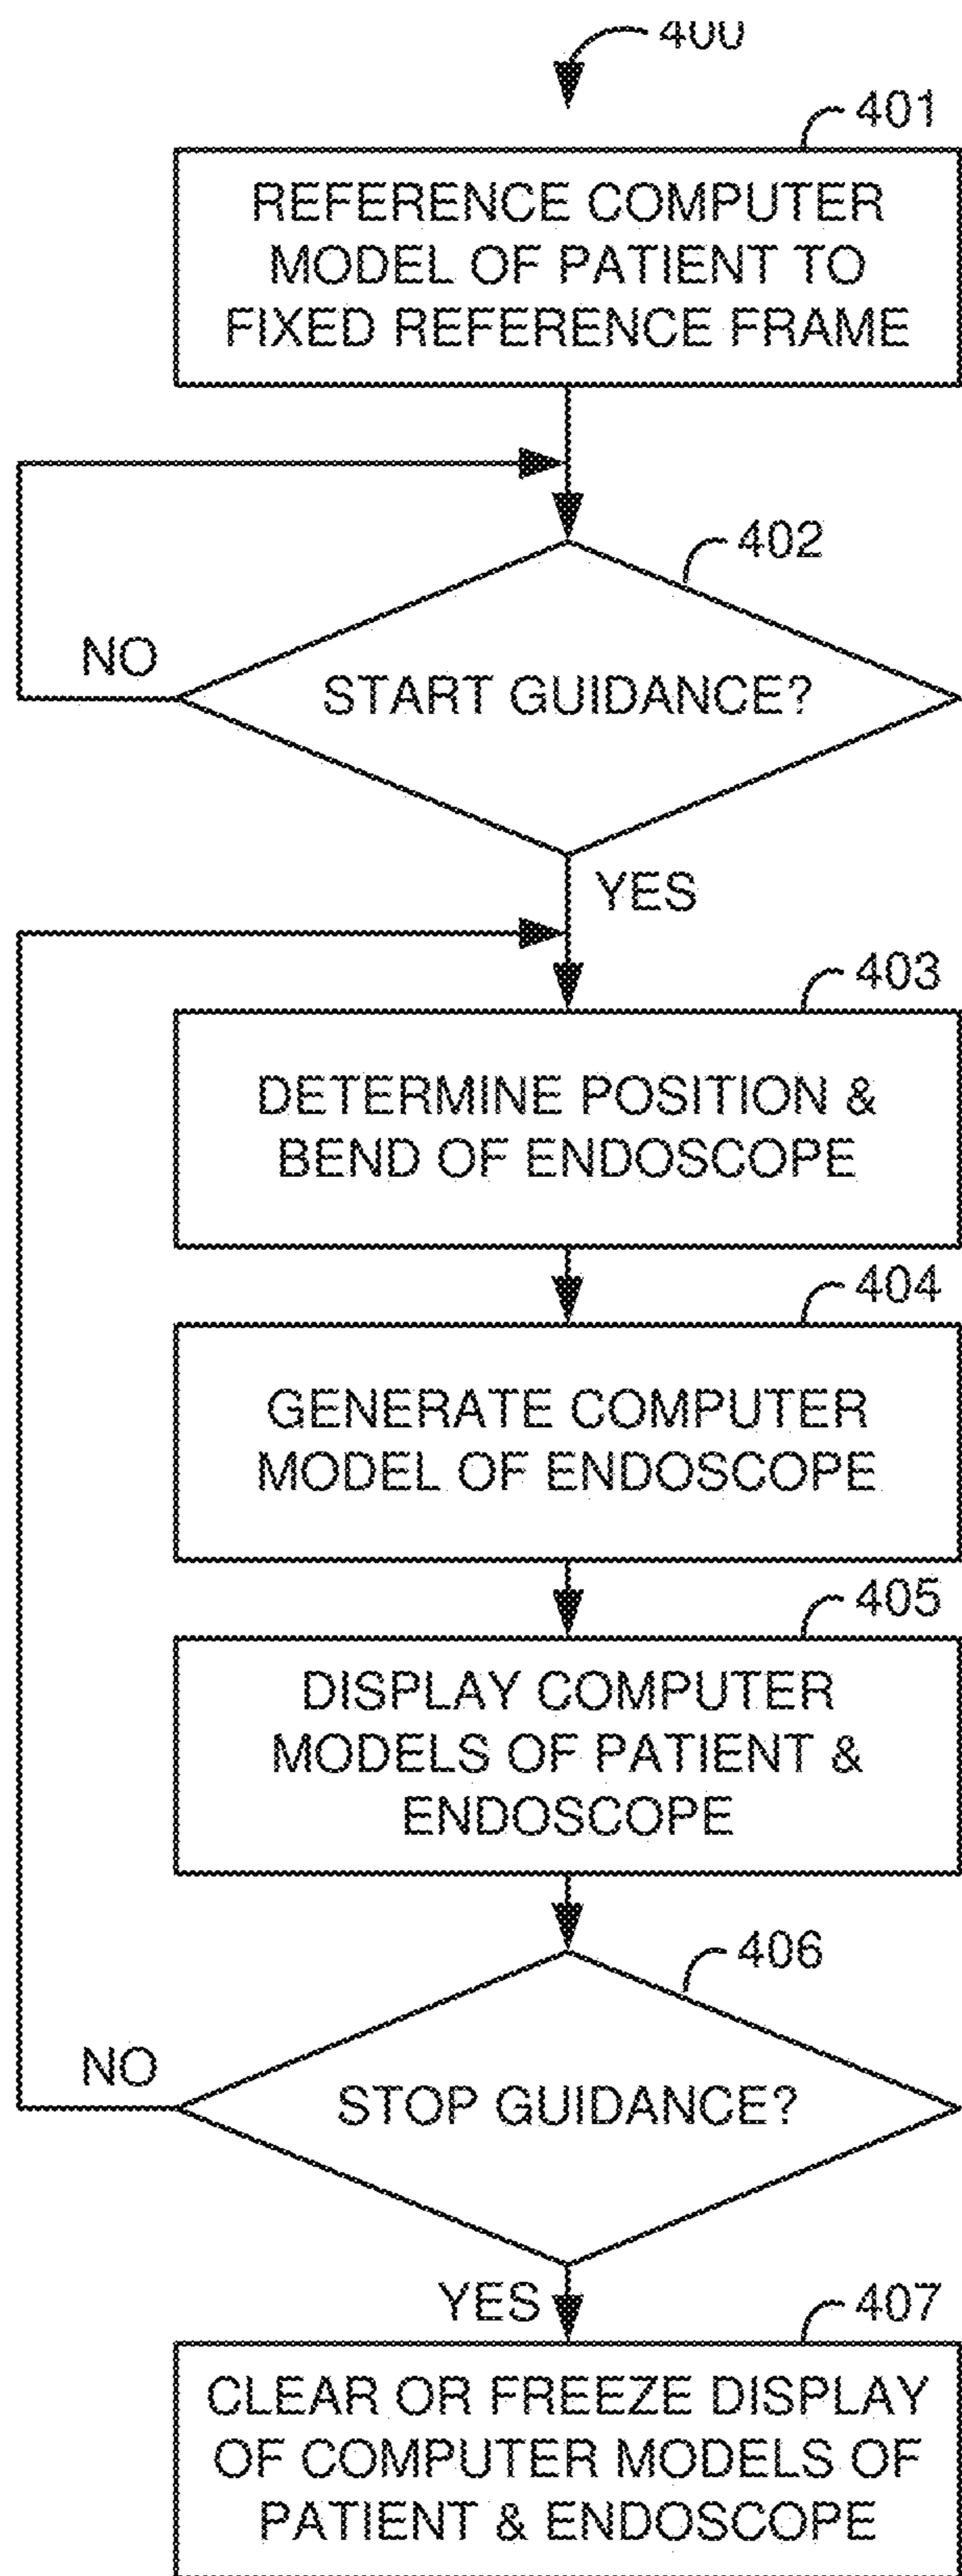 400
401
REFERENCE COMPUTER
MODEL OF PATIENT TO
FIXED REFERENCE FRAME
402
NO
START GUIDANCE?
YES
403
DETERMINE POSITION &
BEND OF ENDOSCOPE
404
GENERATE COMPUTER
MODEL OF ENDOSCOPE
405
DISPLAY COMPUTER
MODELS OF PATIENT &
ENDOSCOPE
406
NO
STOP GUIDANCE?
YES
407
CLEAR OR FREEZE DISPLAY
OF COMPUTER MODELS OF
PATIENT & ENDOSCOPE